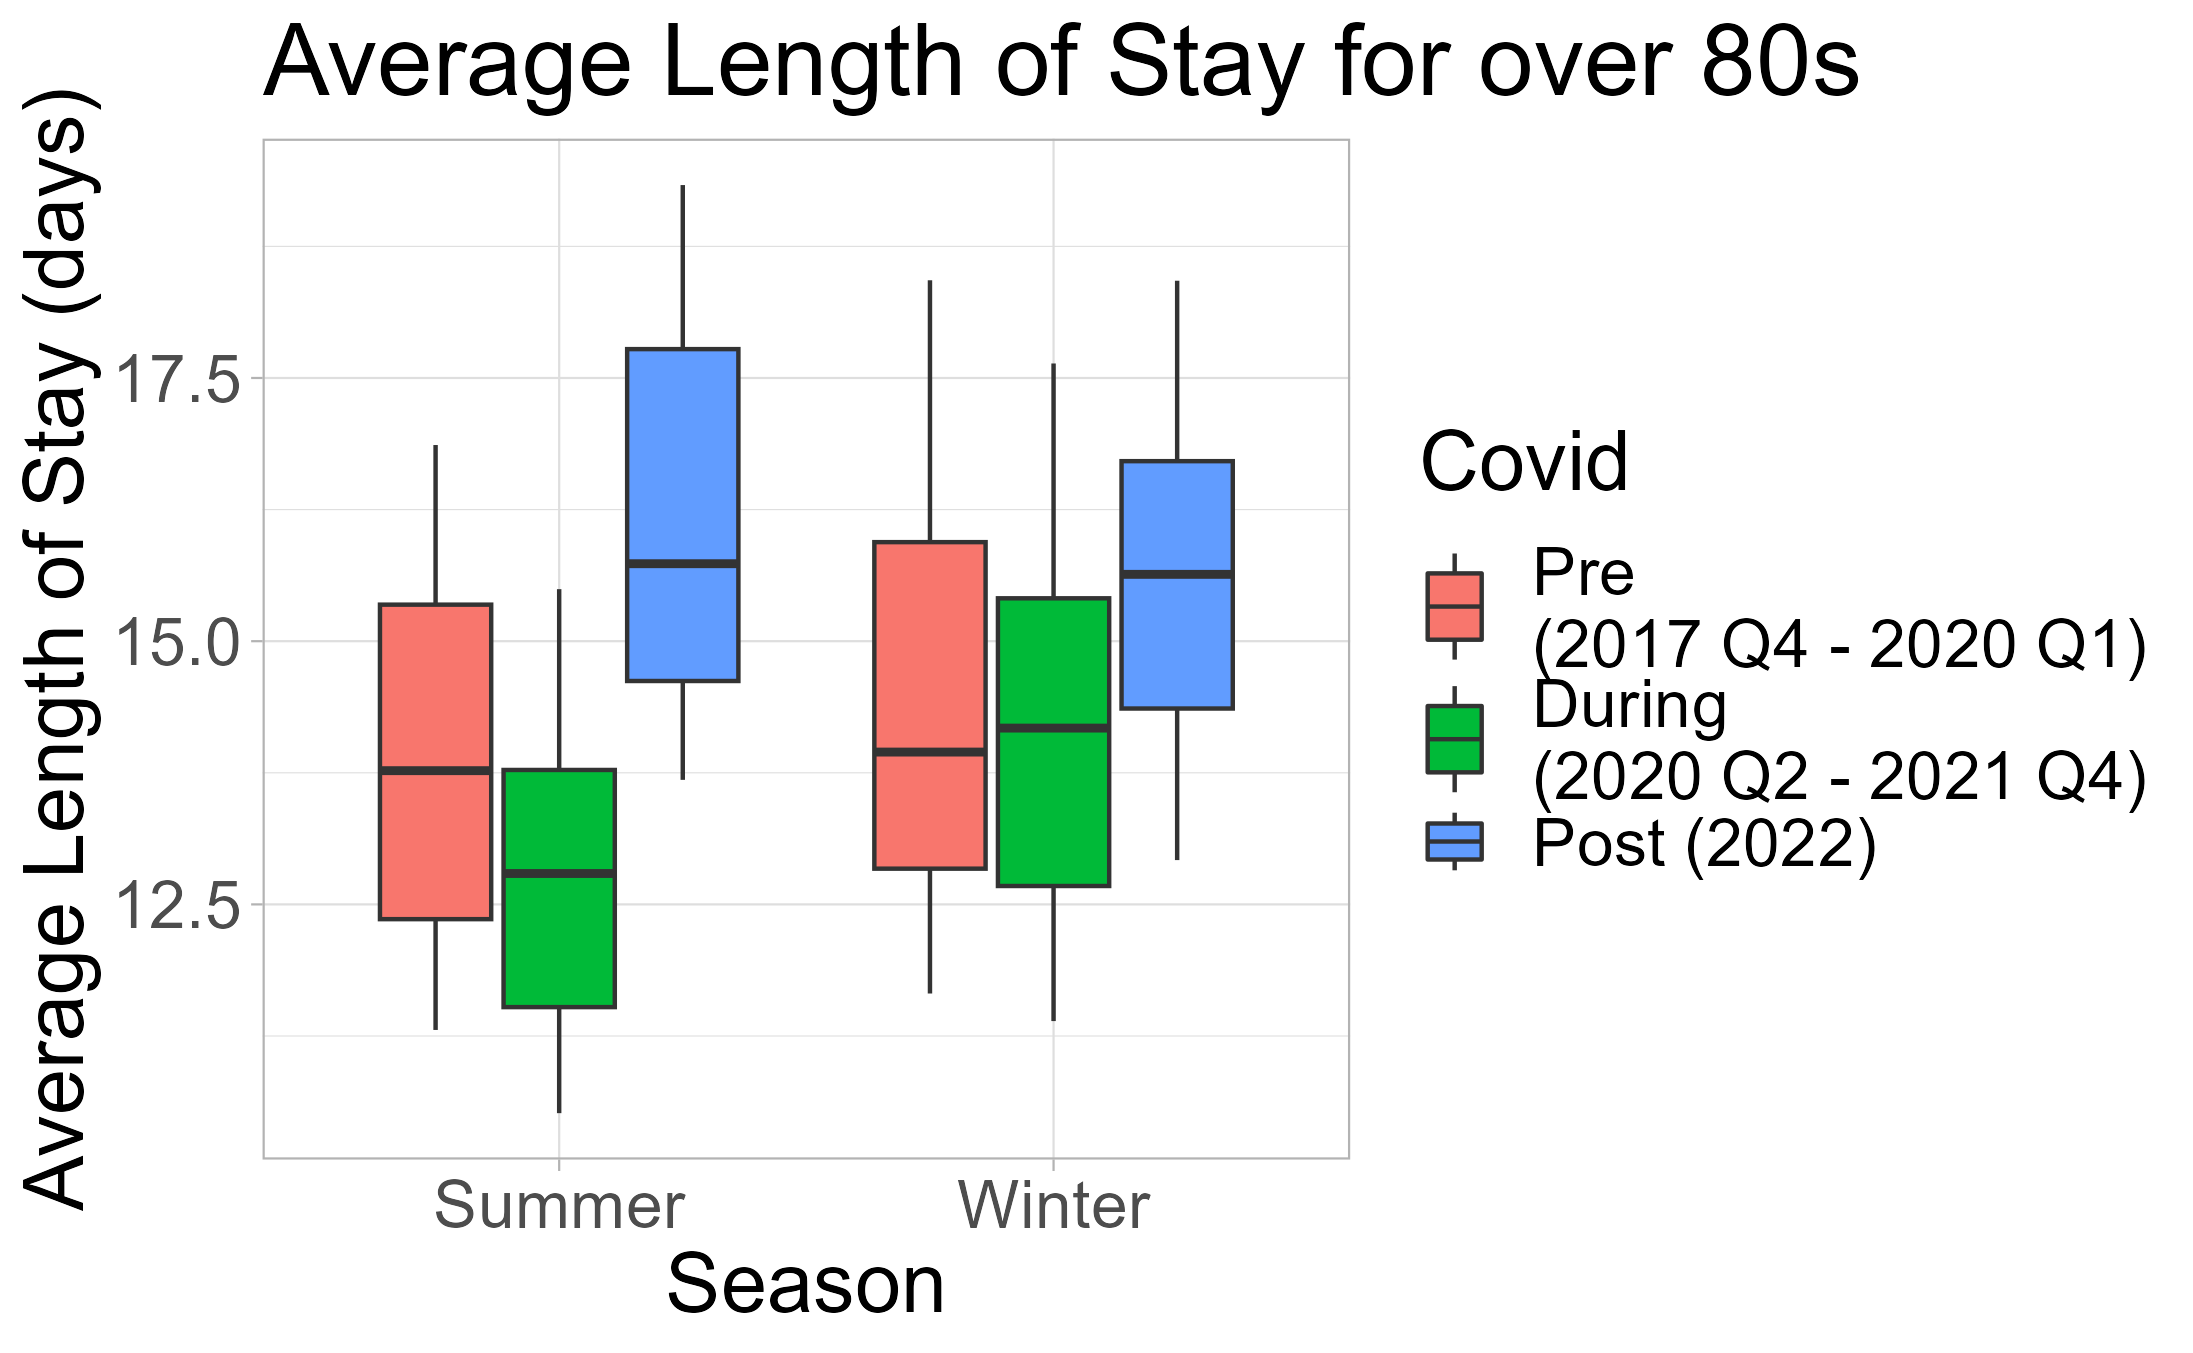 Average Length of Stay for over 80s
Average Length of Stay (days)
17.5
15.0
12.5
Summer
Winter
Season
Covid
Pre
(2017 Q4 - 2020 Q1)
During
(2020 Q2 - 2021 Q4)
Post (2022)